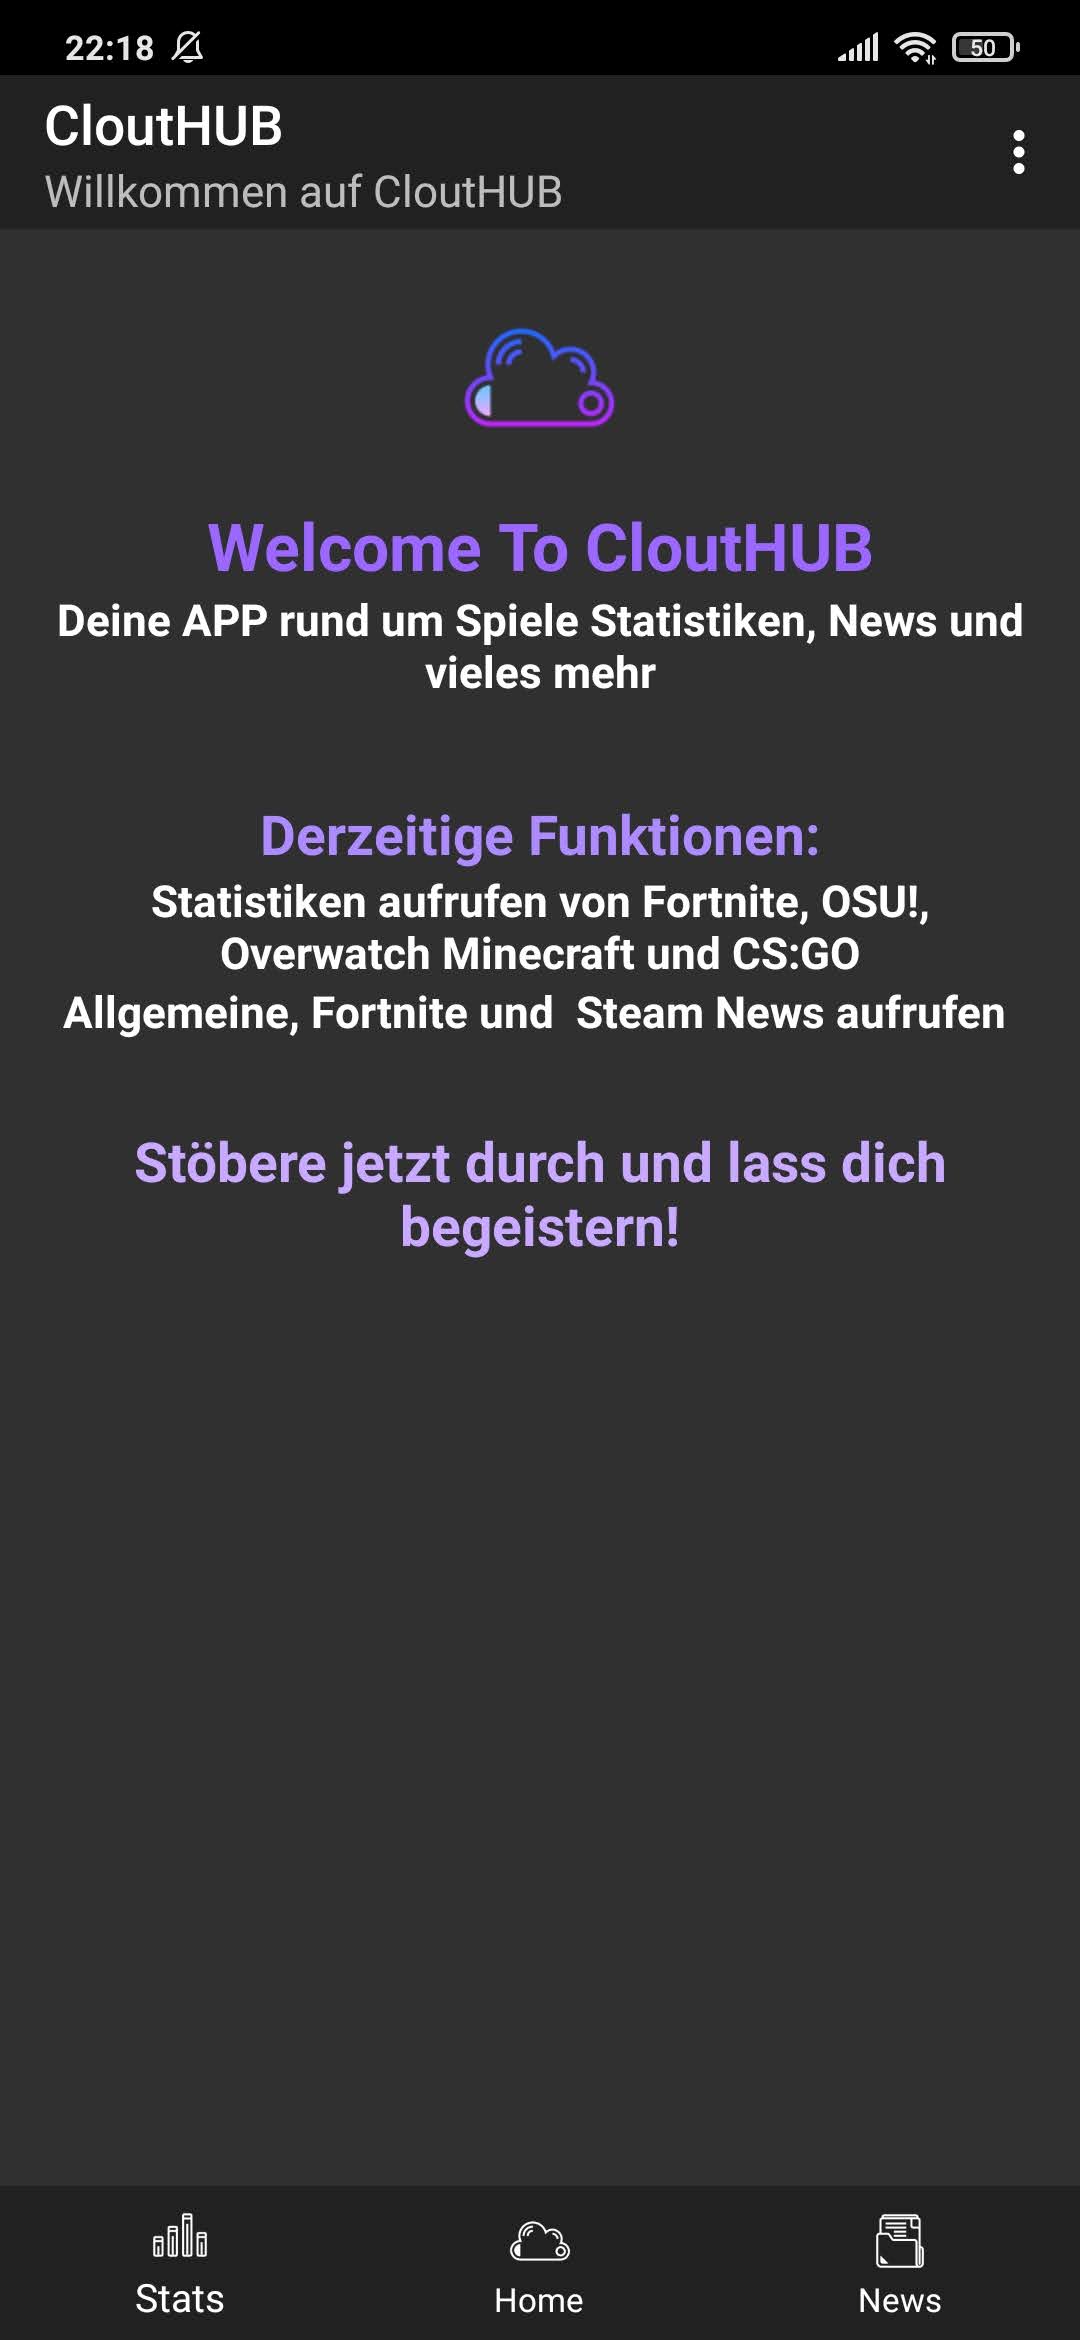 22:18
50
CloutHUB
Willkommen auf CloutHUB
Welcome To CloutHUB
Deine APP rund um Spiele Statistiken, News und
vieles mehr
Derzeitige Funktionen:
Statistiken aufrufen von Fortnite, OSU!,
Overwatch Minecraft und CS:GO
Allgemeine, Fortnite und  Steam News aufrufen
Stöbere jetzt durch und lass dich
begeistern!
Stats
Home
News